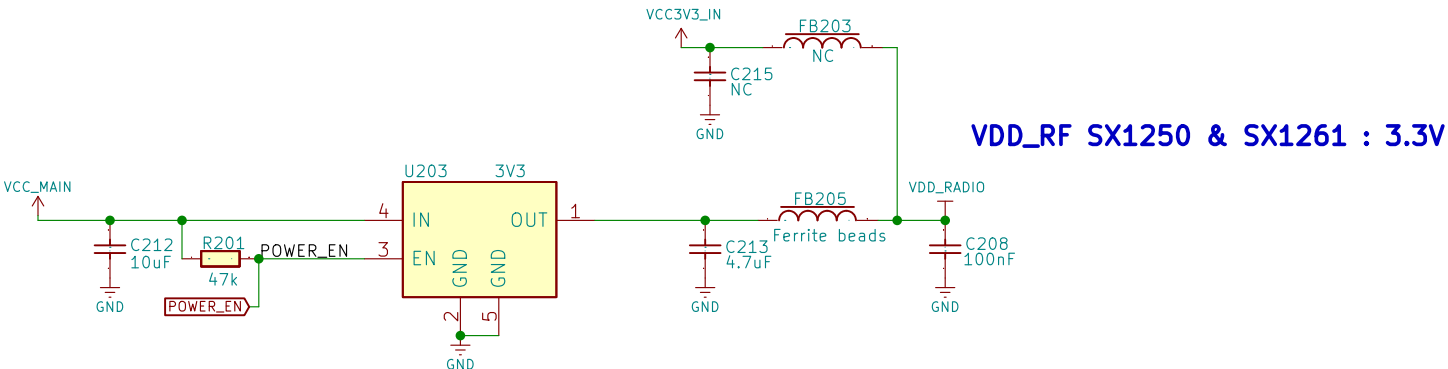 VCC3V3_IN
FB203
NC
C215
NC
GND
VDD_RF SX1250 & SX1261 : 3.3V
U203 3V3
VCC_MAIN
FB205
VDD_RADIO
4 IN OUT 1
Ferrite beads
C212
10uF
R201
POWER_EN
3 EN
C213
4.7uF
C208
100nF
47k
GND GND
POWER_EN
GND
2 5
GND
GND
GND